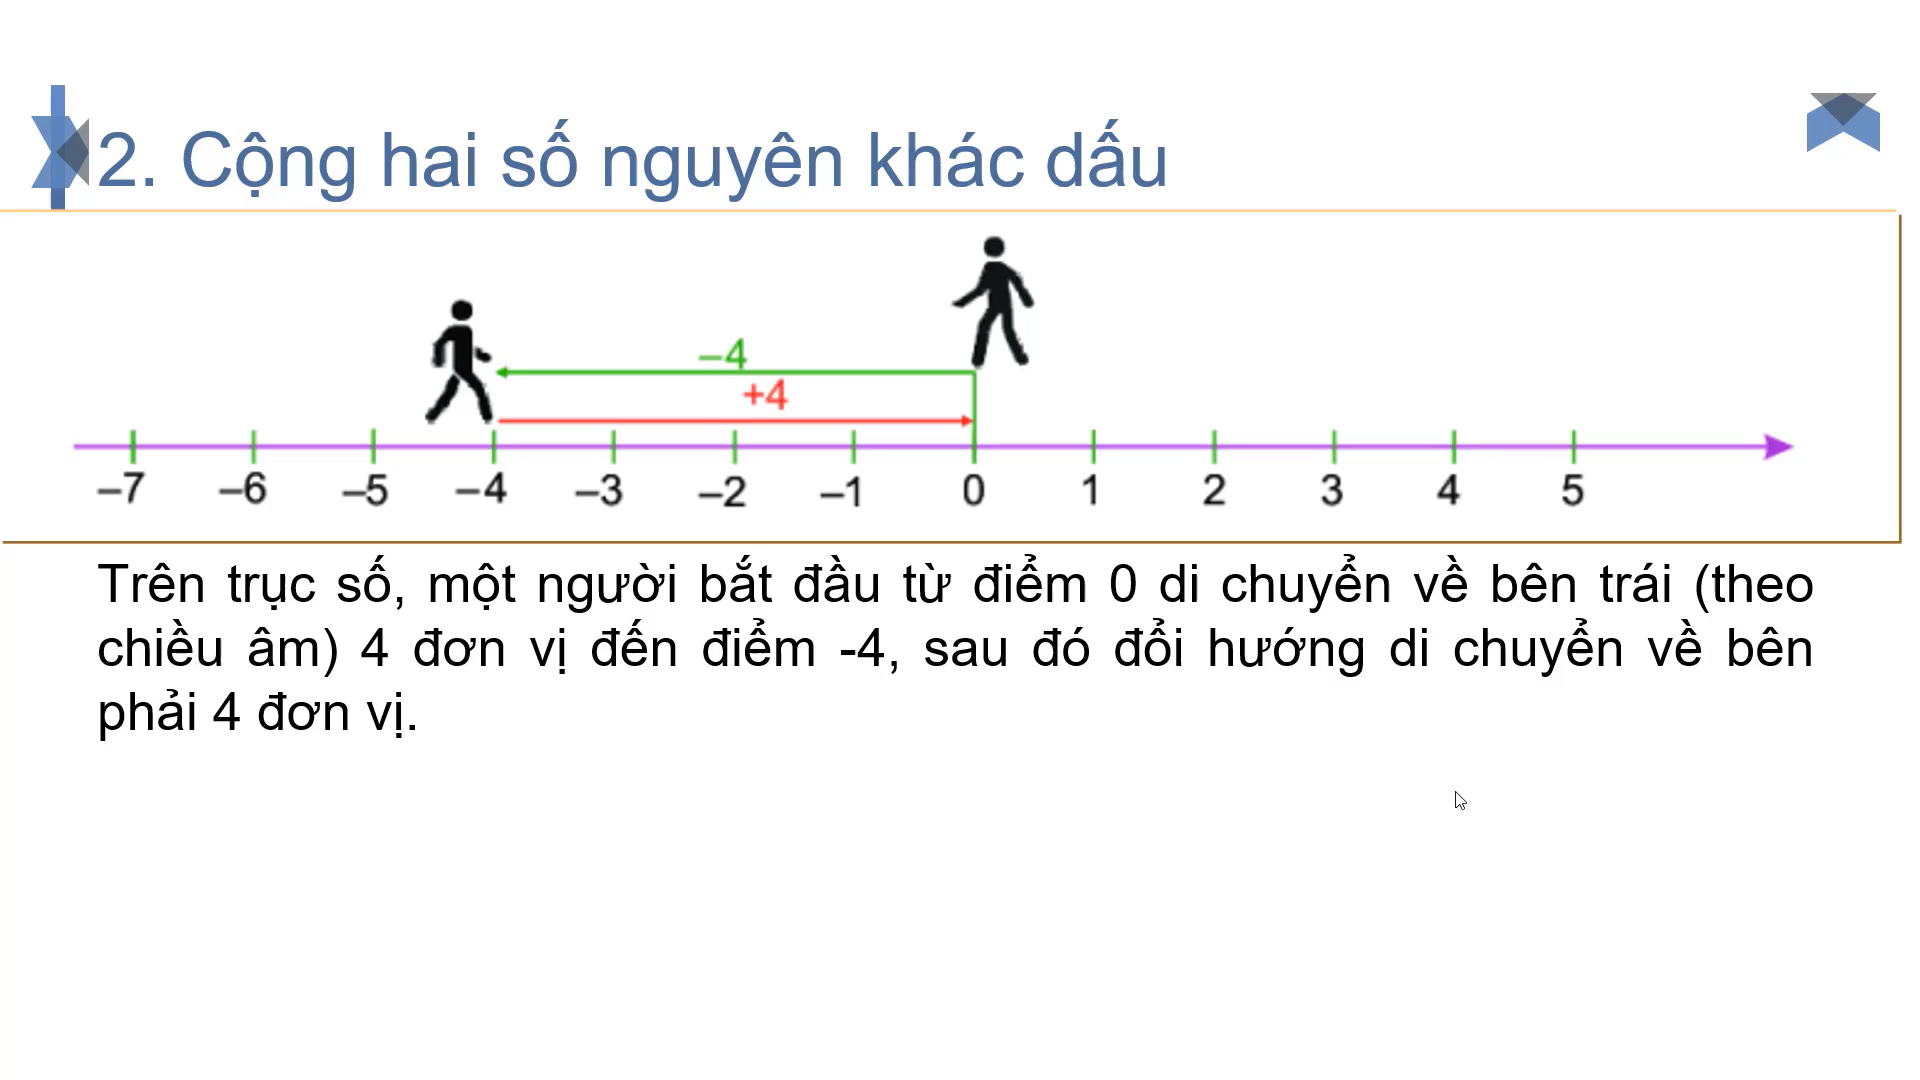 2. Cộng hai số nguyên khác dấu
–4
+4
–7 –6 –5 –4 –3 –2 –1 0 1 2 3 4 5
Trên trục số, một người bắt đầu từ điểm 0 di chuyển về bên trái (theo
chiều âm) 4 đơn vị đến điểm -4, sau đó đổi hướng di chuyển về bên
phải 4 đơn vị.